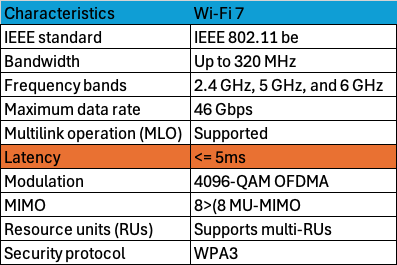 Characteristics Wi-Fi 7
IEEE standard IEEE 802.11 be
Bandwidth Up to 320 MHz
Frequency bands 2.4 GHz, 5 GHz, and 6 GHz
Maximum data rate 46 Gbps
Multilink operation (MLO) Supported
Latency <= 5ms
Modulation 4096-QAM OFDMA
MIMO 8>(8 MU-MIMO
Resource units (RUs) Supports multi-RUs
Security protocol WPA3